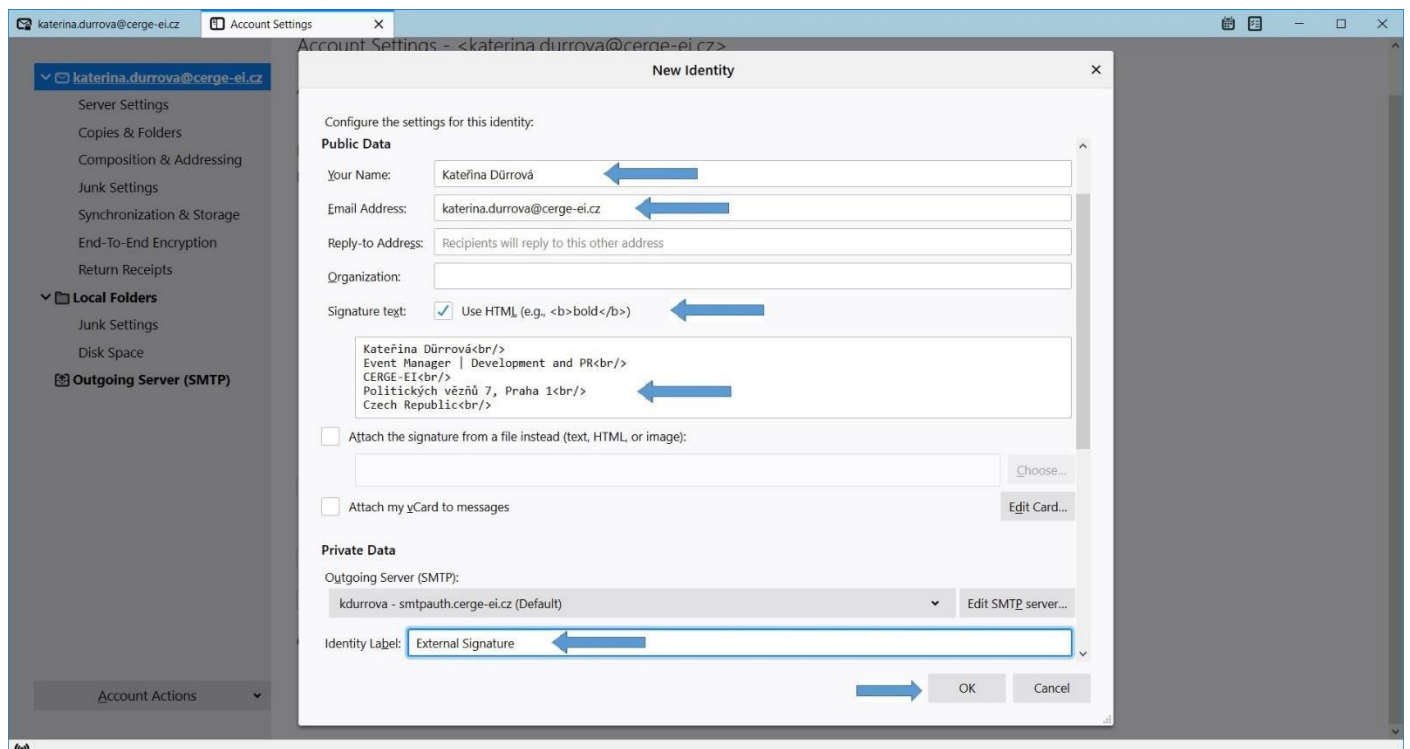 katerina.durrova@cerge-ei.cz
Account Settings
Account Settings - <katerina.durrova@cerge-ei.cz>
katerina.durrova@cerge-ei.cz
Server Settings
Copies & Folders
Composition & Addressing
Junk Settings
Synchronization & Storage
End-To-End Encryption
Return Receipts
Local Folders
Junk Settings
Disk Space
Outgoing Server (SMTP)
Account Actions
New Identity
Configure the settings for this identity:
Public Data
Your Name: Kateřina Dürrová
Email Address: katerina.durrova@cerge-ei.cz
Reply-to Address: Recipients will reply to this other address
Organization:
Signature text: Use HTML (e.g., <b>bold</b>)
Kateřina Dürrová<br/>
Event Manager | Development and PR<br/>
CERGE-EI<br/>
Politických vězňů 7, Praha 1<br/>
Czech Republic<br/>
Attach the signature from a file instead (text, HTML, or image):
Choose...
Attach my vCard to messages
Edit Card...
Private Data
Outgoing Server (SMTP):
kdurrova - smtpauth.cerge-ei.cz (Default)
Edit SMTP server...
Identity Label: External Signature
OK
Cancel